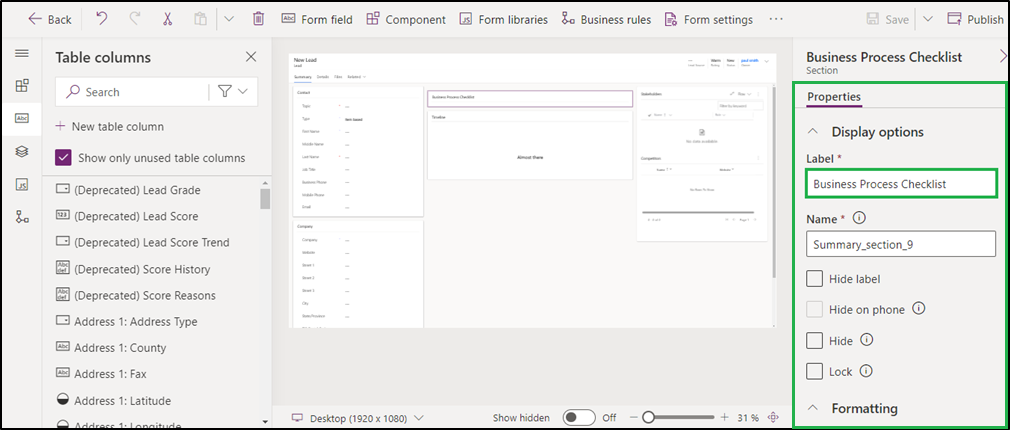 Back
Form field
Component
Form libraries
Business rules
Form settings
Save
Publish
Table columns
Search
New table column
Show only unused table columns
(Deprecated) Lead Grade
(Deprecated) Lead Score
(Deprecated) Lead Score Trend
(Deprecated) Score History
(Deprecated) Score Reasons
Address 1: Address Type
Address 1: County
Address 1: Fax
Address 1: Latitude
Address 1: Longitude
New Lead
Lead
Summary Details Files Related
Contact
Topic
Type
First Name
Middle Name
Last Name
Job Title
Business Phone
Mobile Phone
Email
Company
Company
Website
Street 1
Street 2
Street 3
City
State/Province
Business Process Checklist
Timeline
Almost there
Stakeholders
Competitors
Desktop (1920 x 1080)
Show hidden
Off
31 %
Business Process Checklist
Section
Properties
Display options
Label *
Business Process Checklist
Name *
Summary_section_9
Hide label
Hide on phone
Hide
Lock
Formatting